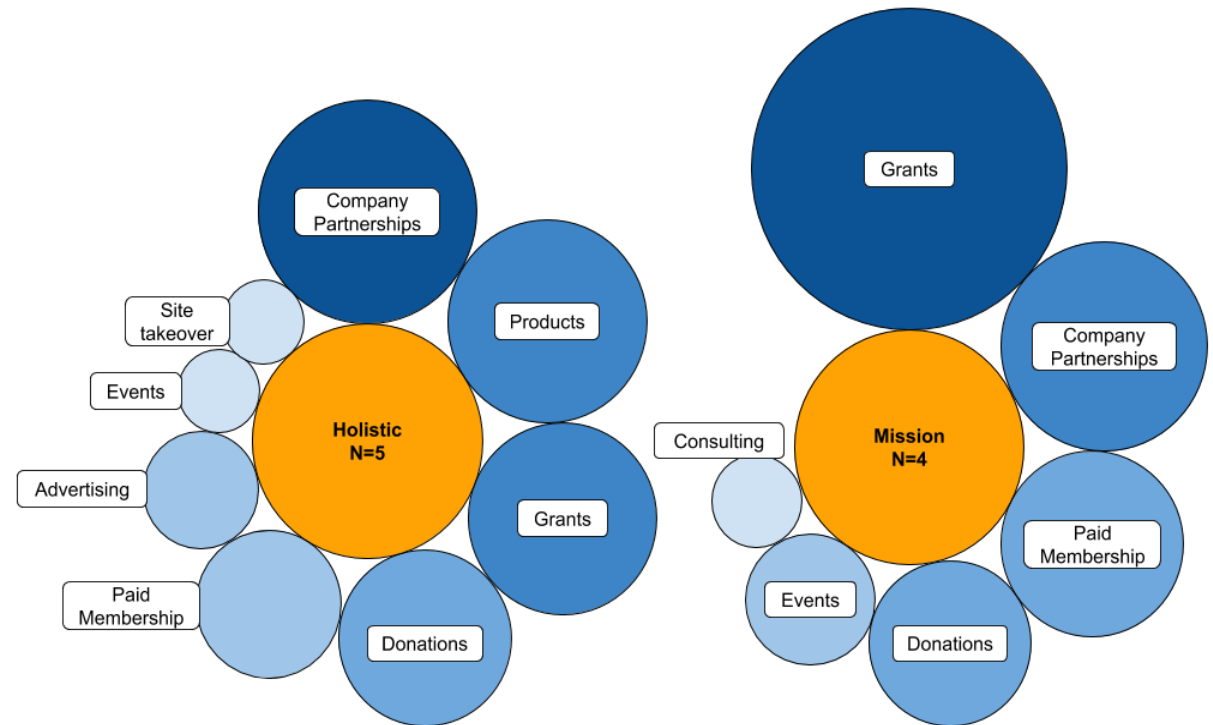 Company
Partnerships
Products
Grants
Donations
Paid
Membership
Advertising
Events
Site
takeover
Holistic
N=5
Grants
Company
Partnerships
Paid
Membership
Donations
Events
Consulting
Mission
N=4